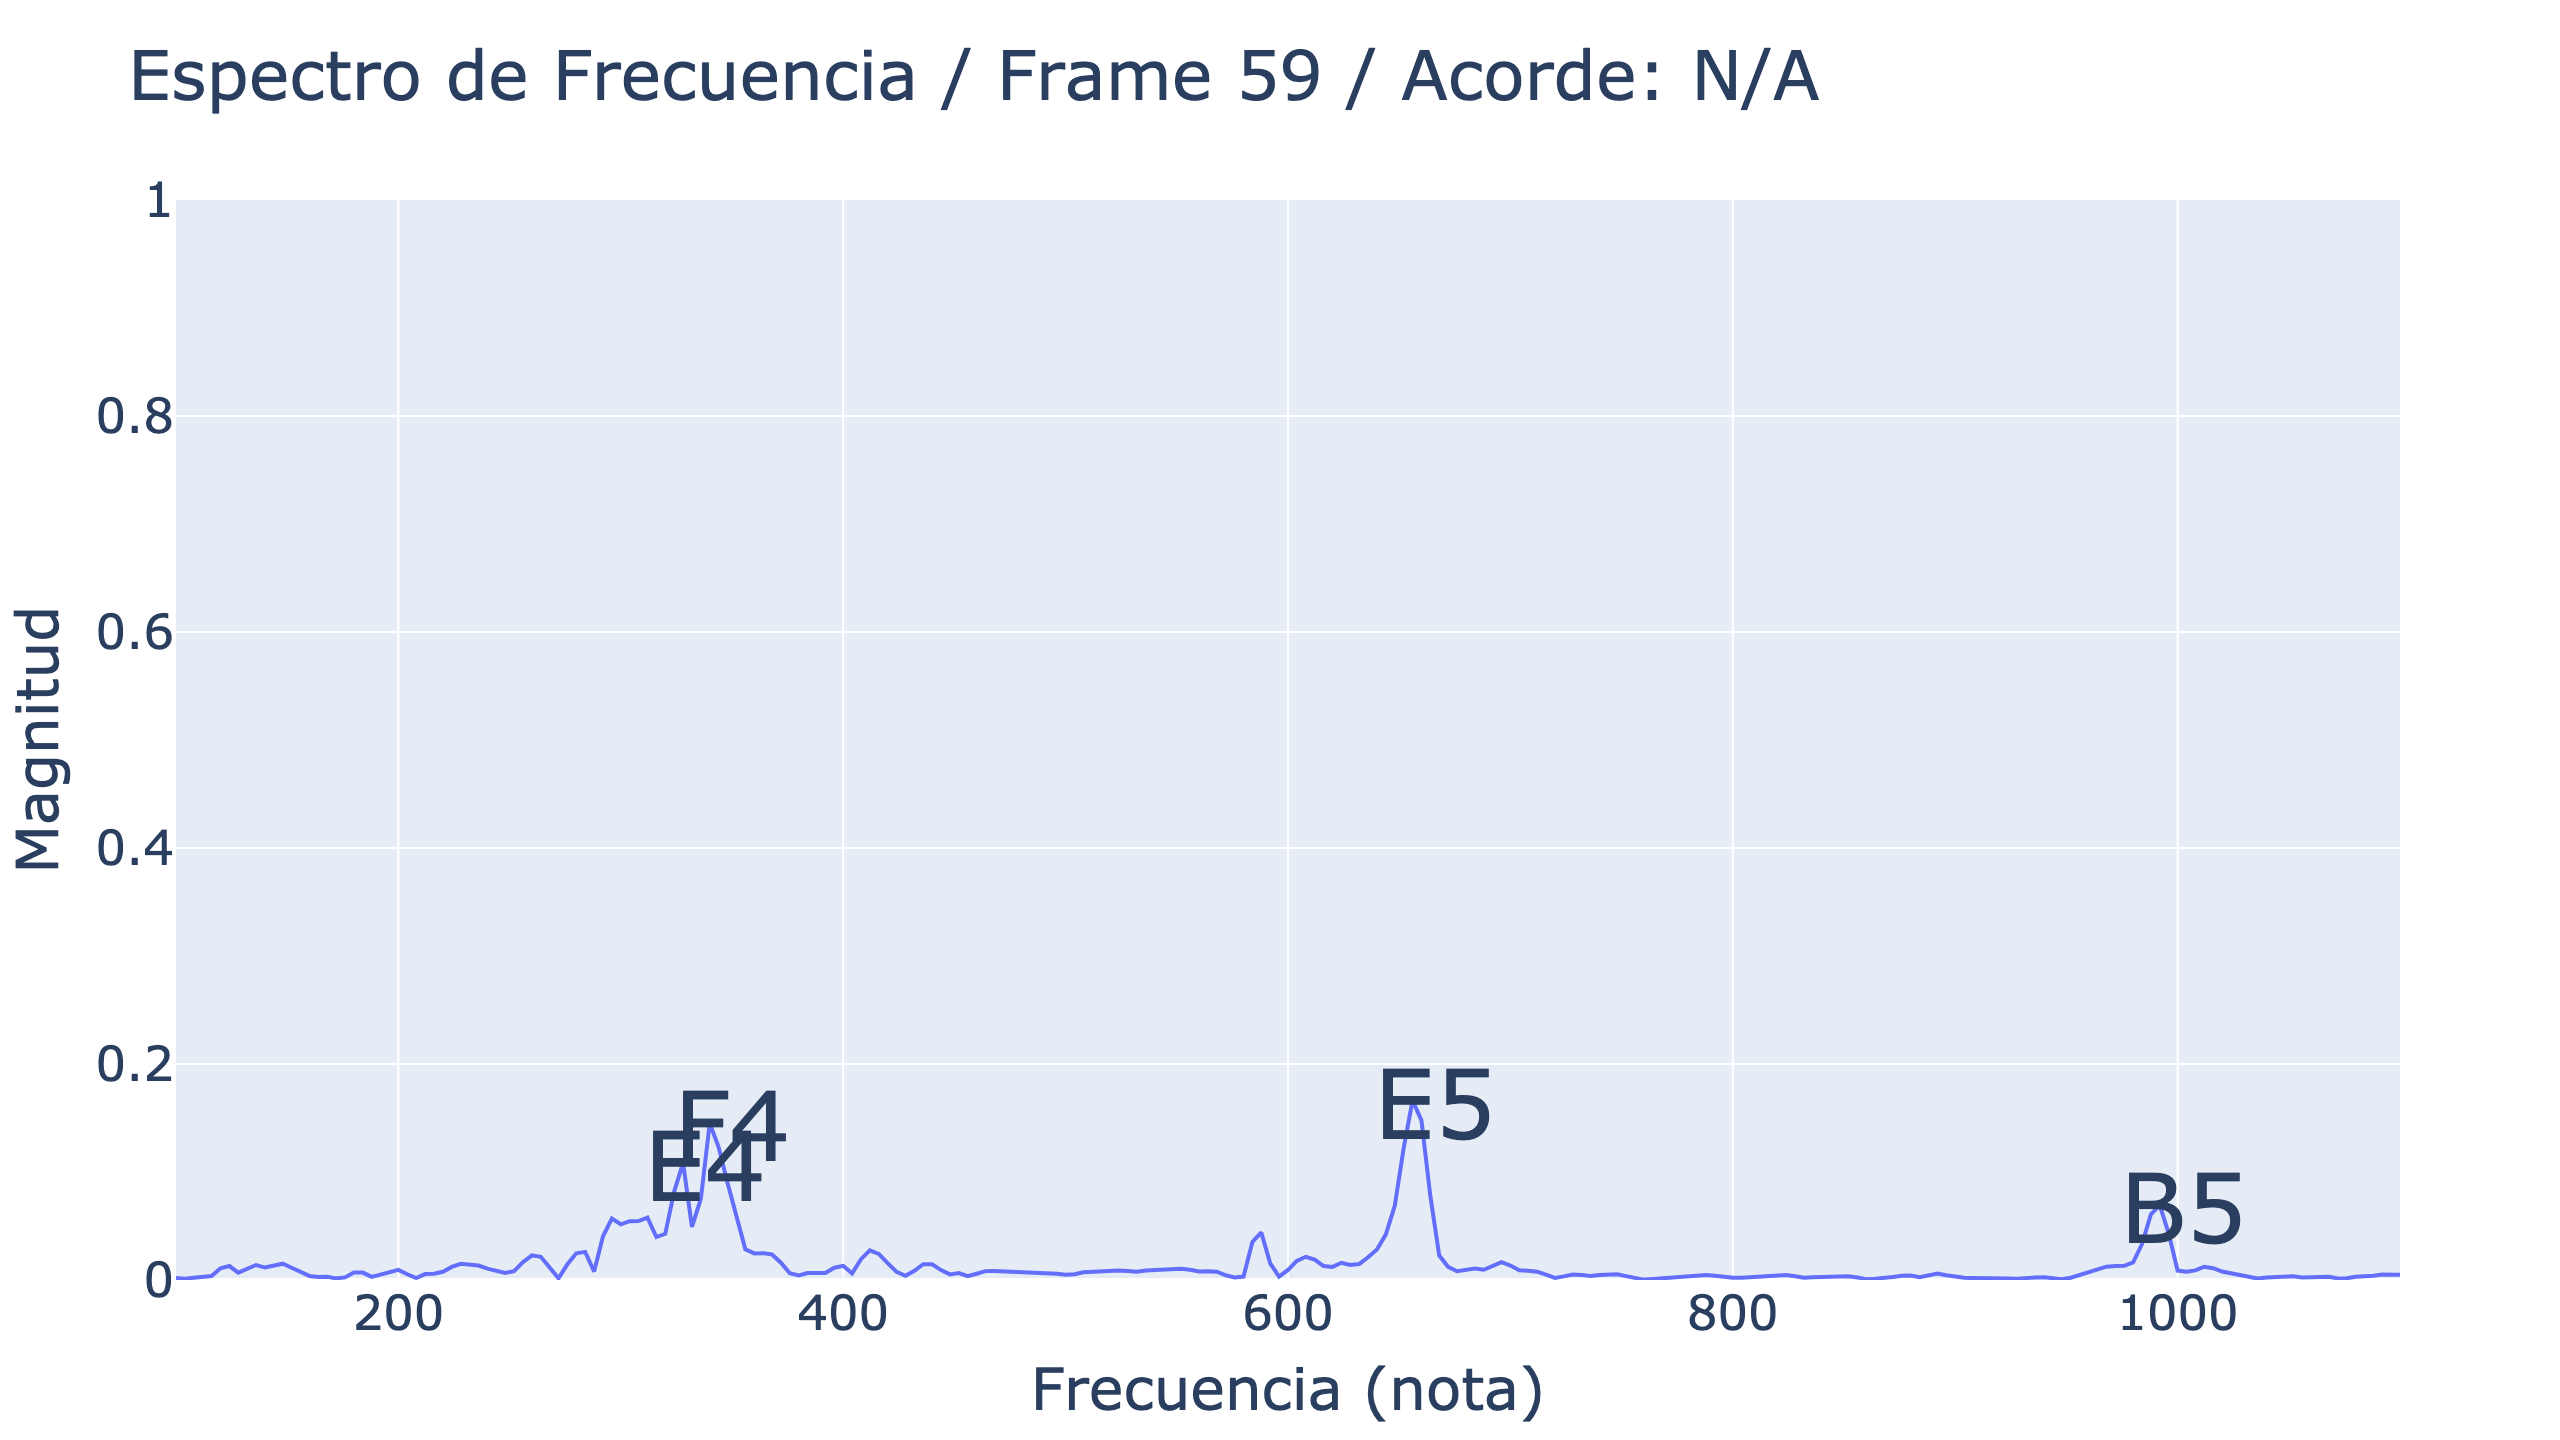 Espectro de Frecuencia / Frame 59 / Acorde: N/A
1
0.8
0.6
0.4
0.2
0
Magnitud
F4
E4
E5
B5
200 400 600 800 1000
Frecuencia (nota)